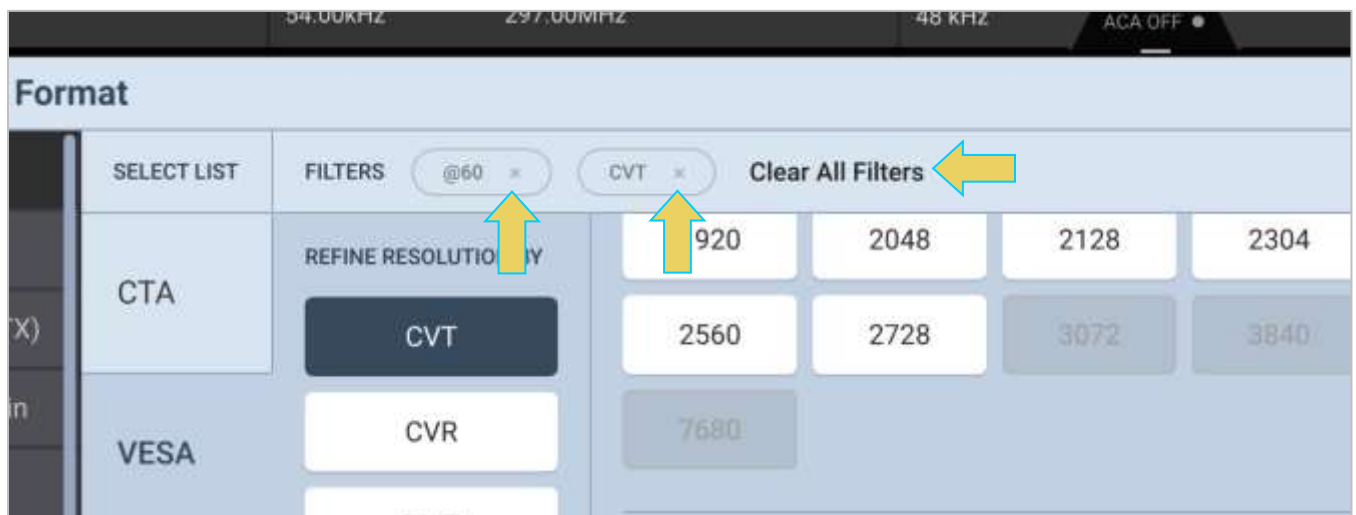 54.00KHz 297.00MHz 48 KHz ACA OFF
Format
SELECT LIST FILTERS @60 × CVT × Clear All Filters
REFINE RESOLUTION BY 920 2048 2128 2304
CTA
X)
CVT 2560 2728 3072 3840
in
CVR 7680
VESA